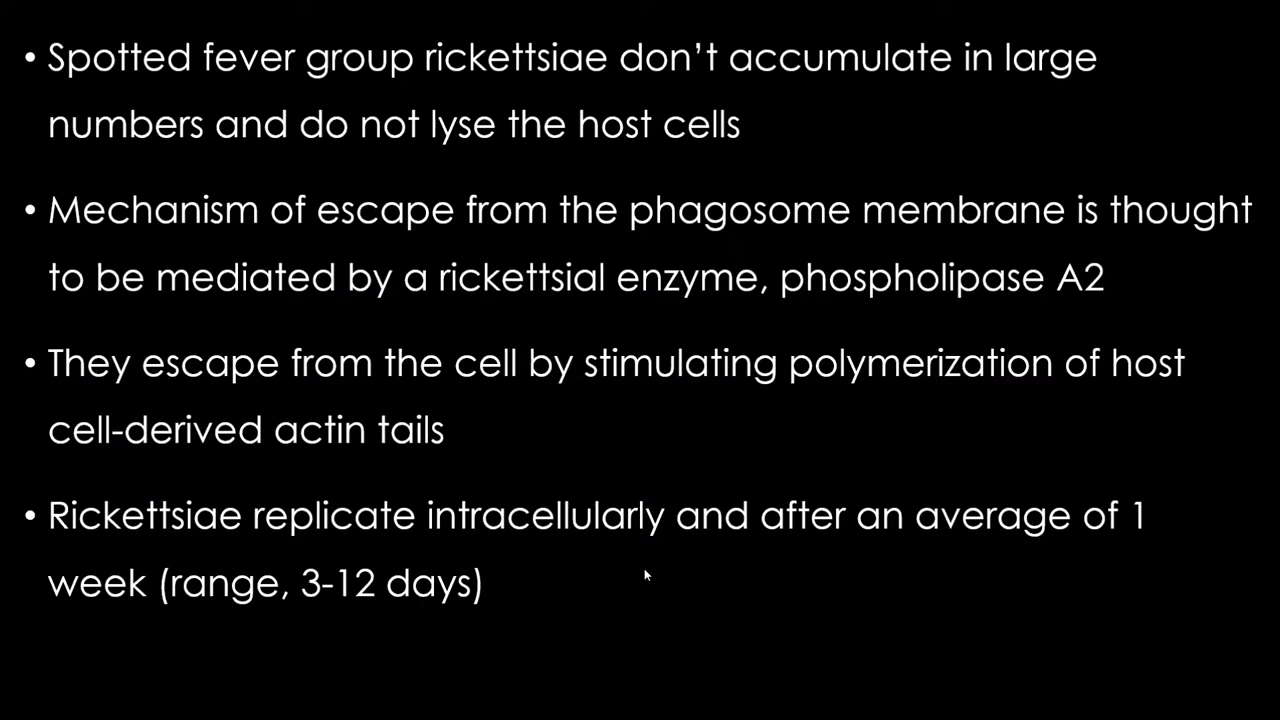 • Spotted fever group rickettsiae don’t accumulate in large
numbers and do not lyse the host cells
• Mechanism of escape from the phagosome membrane is thought
to be mediated by a rickettsial enzyme, phospholipase A2
• They escape from the cell by stimulating polymerization of host
cell-derived actin tails
• Rickettsiae replicate intracellularly and after an average of 1
week (range, 3-12 days)